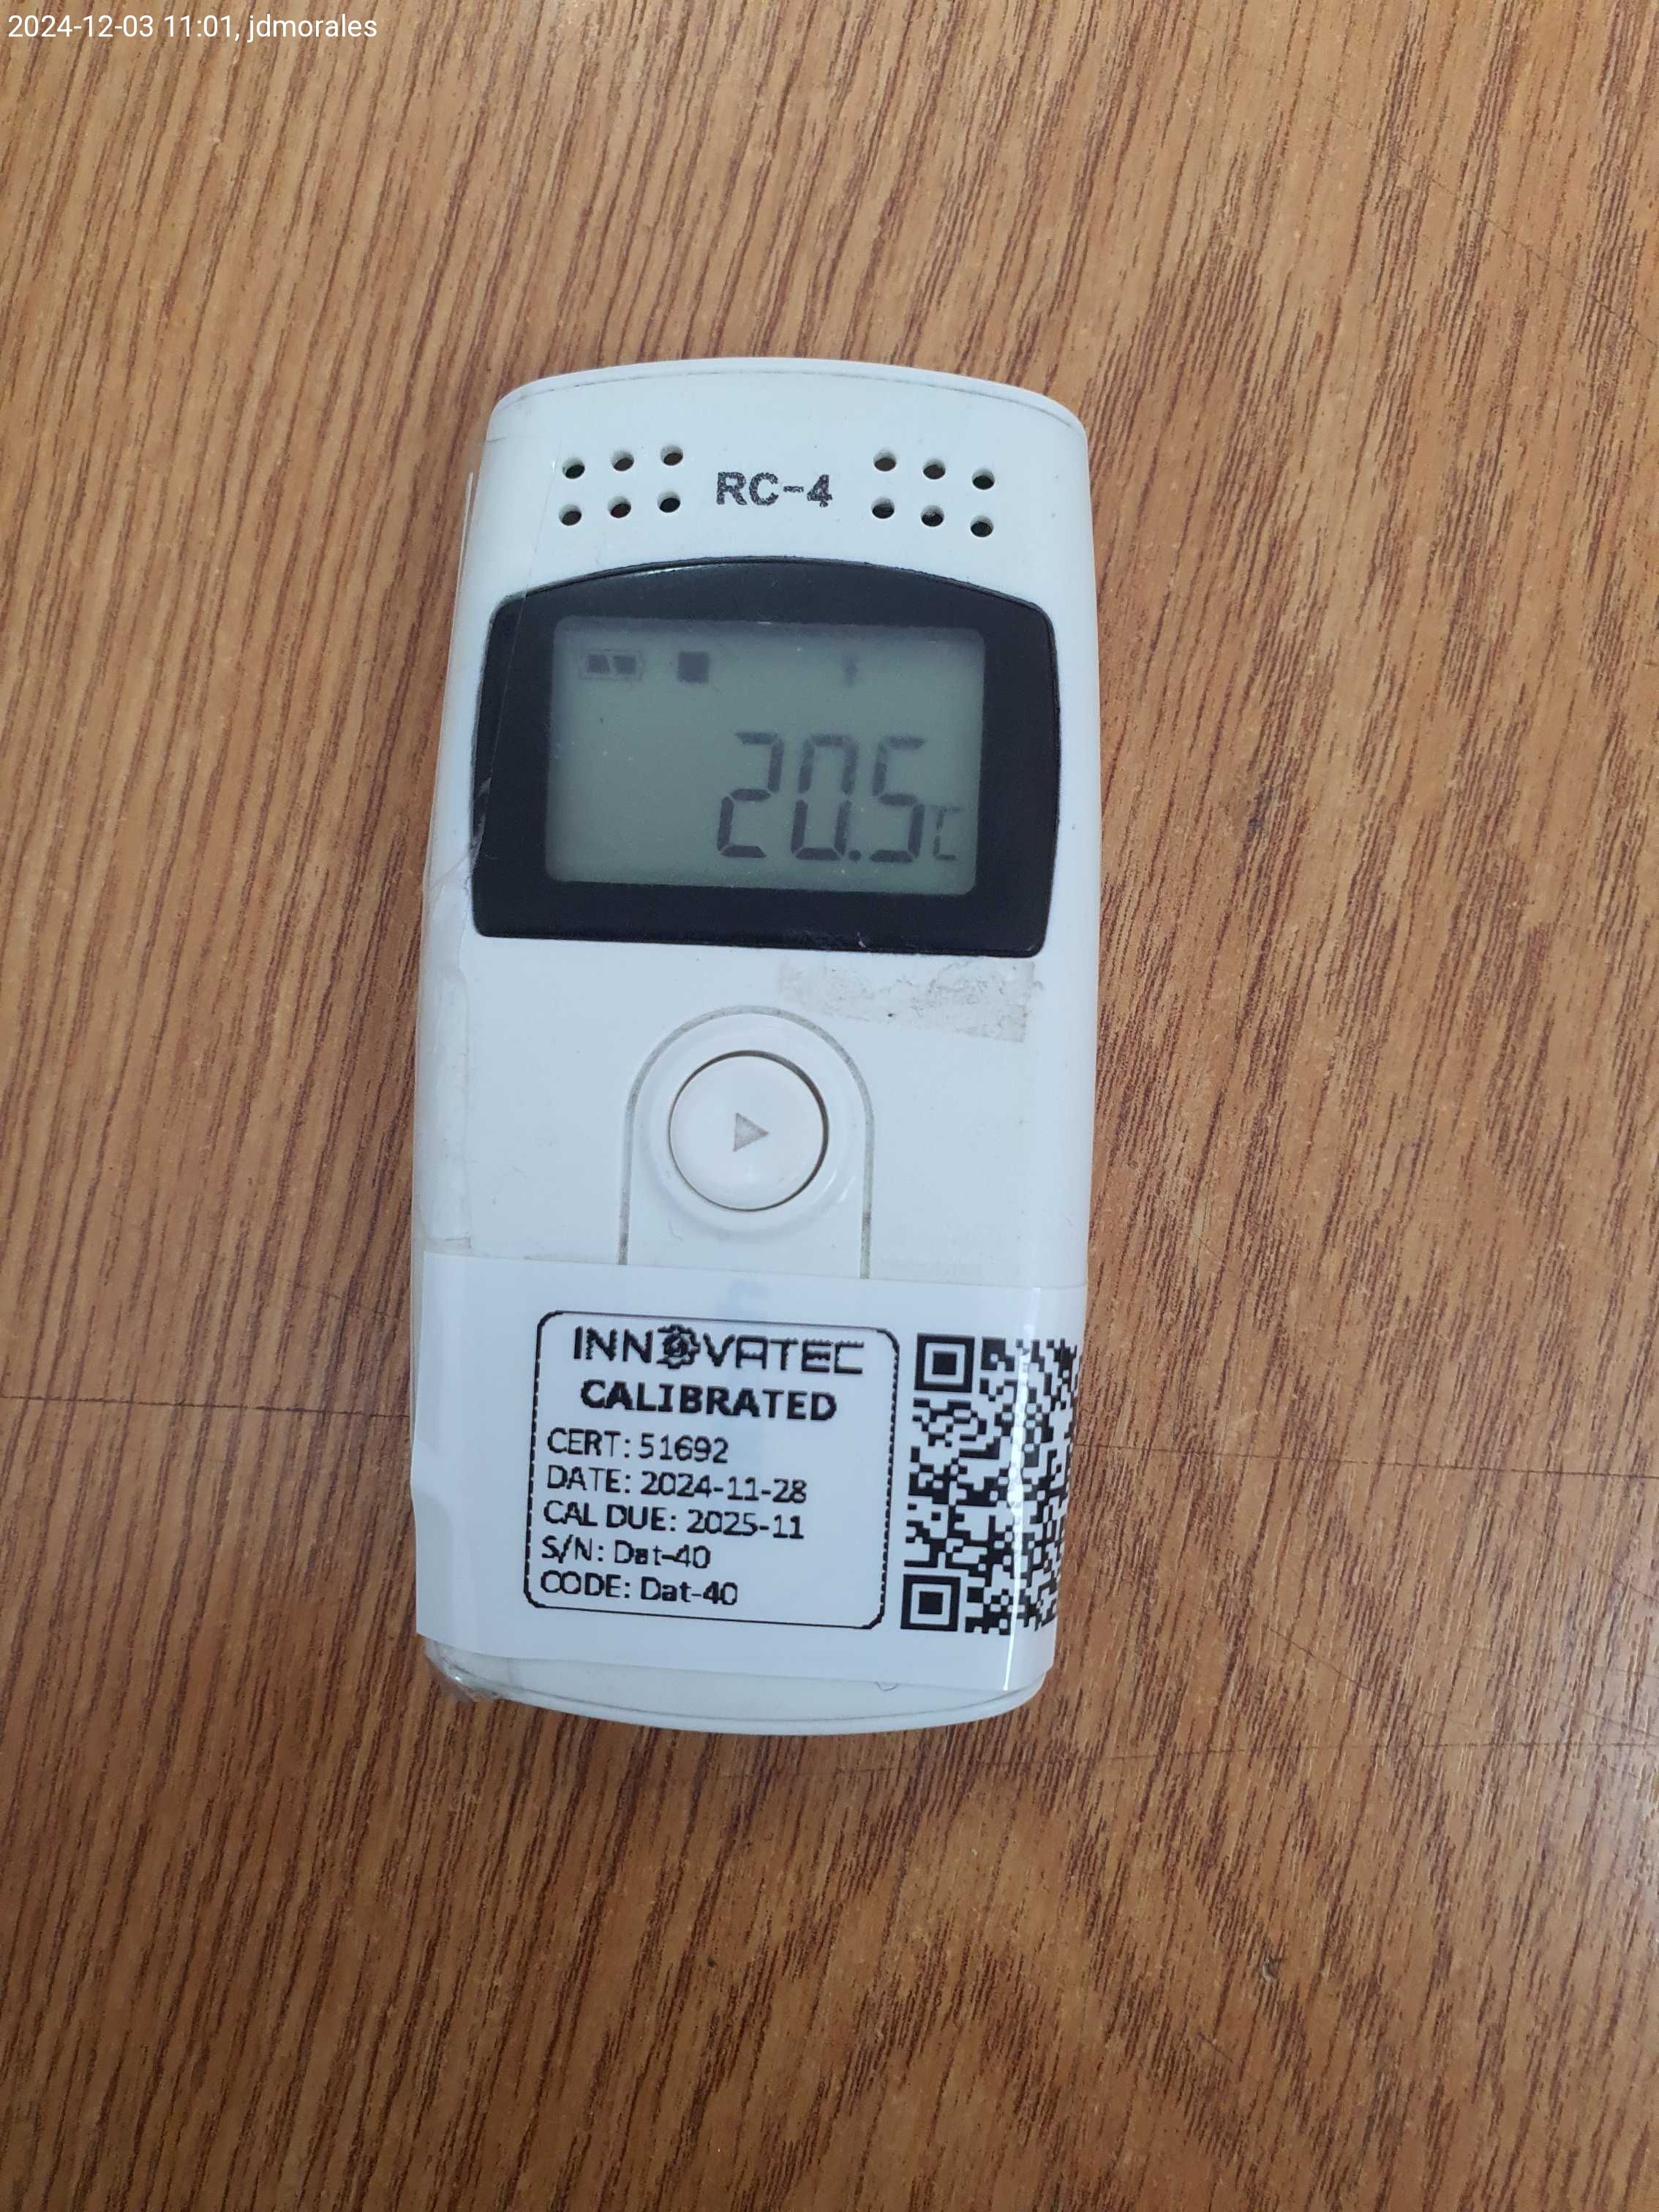 2024-12-03 11:01, jdmorales
RC-4
20.5℃
INNOVATEC
CALIBRATED
CERT: 51692
DATE: 2024-11-28
CAL DUE: 2025-11
S/N: Dat-40
CODE: Dat-40